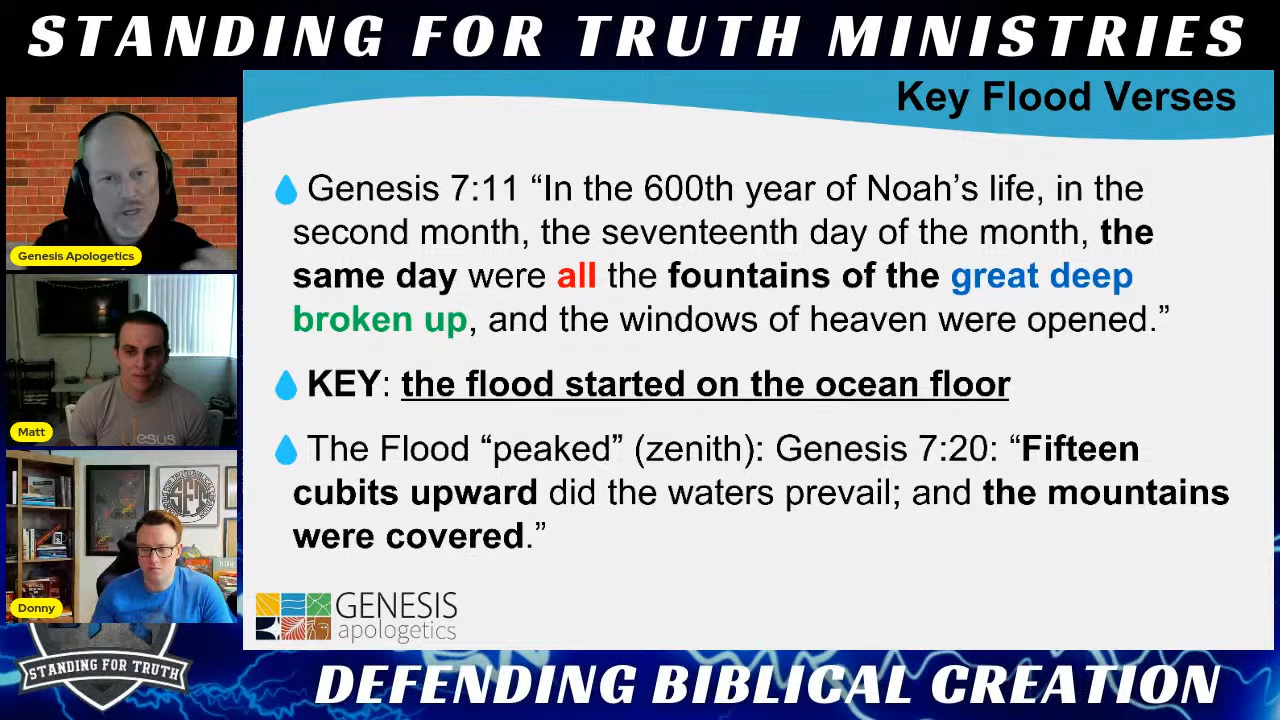 STANDING FOR TRUTH MINISTRIES
Key Flood Verses
Genesis 7:11 “In the 600th year of Noah’s life, in the
second month, the seventeenth day of the month, the
same day were all the fountains of the great deep
broken up, and the windows of heaven were opened.”
KEY: the flood started on the ocean floor
The Flood “peaked” (zenith): Genesis 7:20: “Fifteen
cubits upward did the waters prevail; and the mountains
were covered.”
GENESIS
apologetics
Genesis Apologetics
Matt
esus
SFT
Donny
STANDING FOR TRUTH
DEFENDING BIBLICAL CREATION